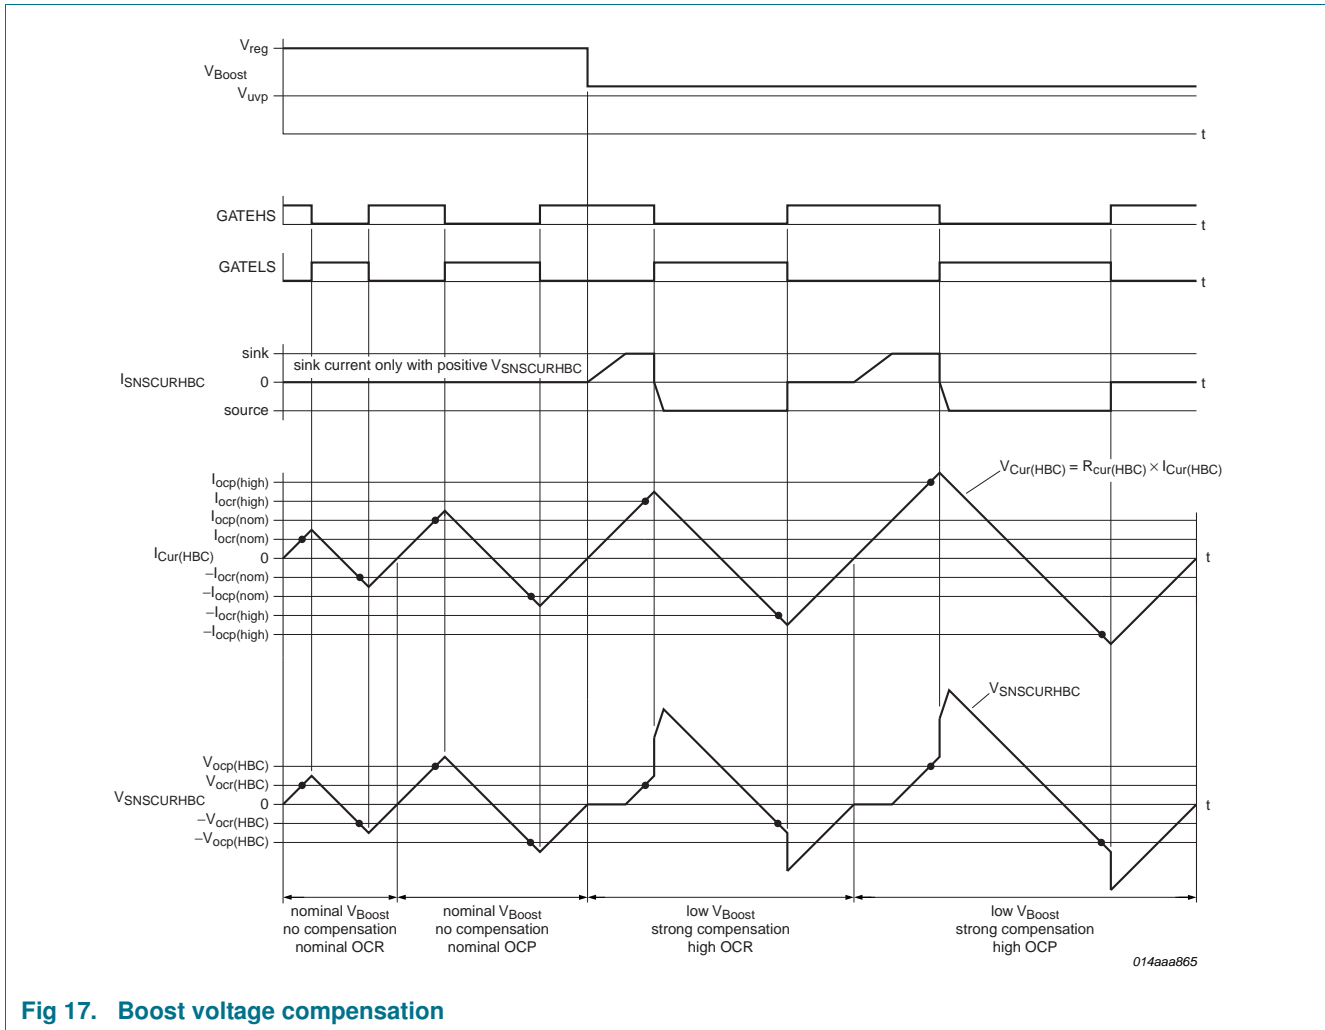 Vreg
VBoost
Vuvp
t
GATEHS
t
GATELS
t
sink
sink current only with positive VSNSCURHBC
ISNSCURHBC
0
t
source
VCur(HBC) = Rcur(HBC) × ICur(HBC)
Iocp(high)
Iocr(high)
Iocp(nom)
Iocr(nom)
ICur(HBC)
0
t
−Iocr(nom)
−Iocp(nom)
−Iocr(high)
−Iocp(high)
VSNSCURHBC
Vocp(HBC)
Vocr(HBC)
VSNSCURHBC
0
t
−Vocr(HBC)
−Vocp(HBC)
nominal VBoost
no compensation
nominal OCR
nominal VBoost
no compensation
nominal OCP
low VBoost
strong compensation
high OCR
low VBoost
strong compensation
high OCP
014aaa865
Fig 17. Boost voltage compensation